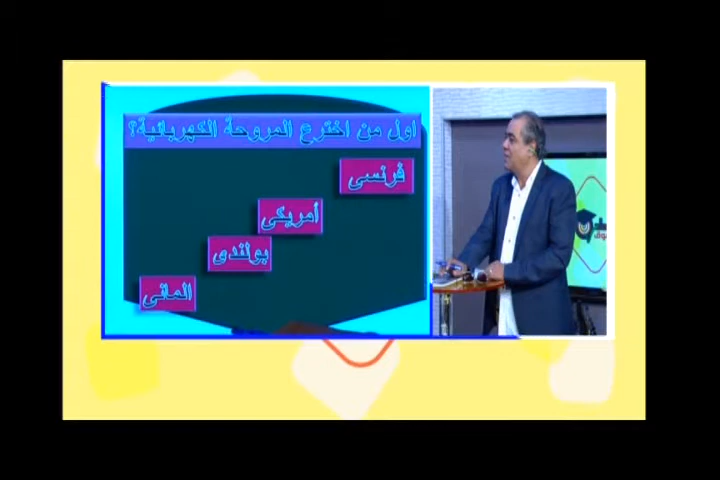 اول من اخترع المروحة الكهربائية؟
فرنسى
أمريكى
بولندى
المانى